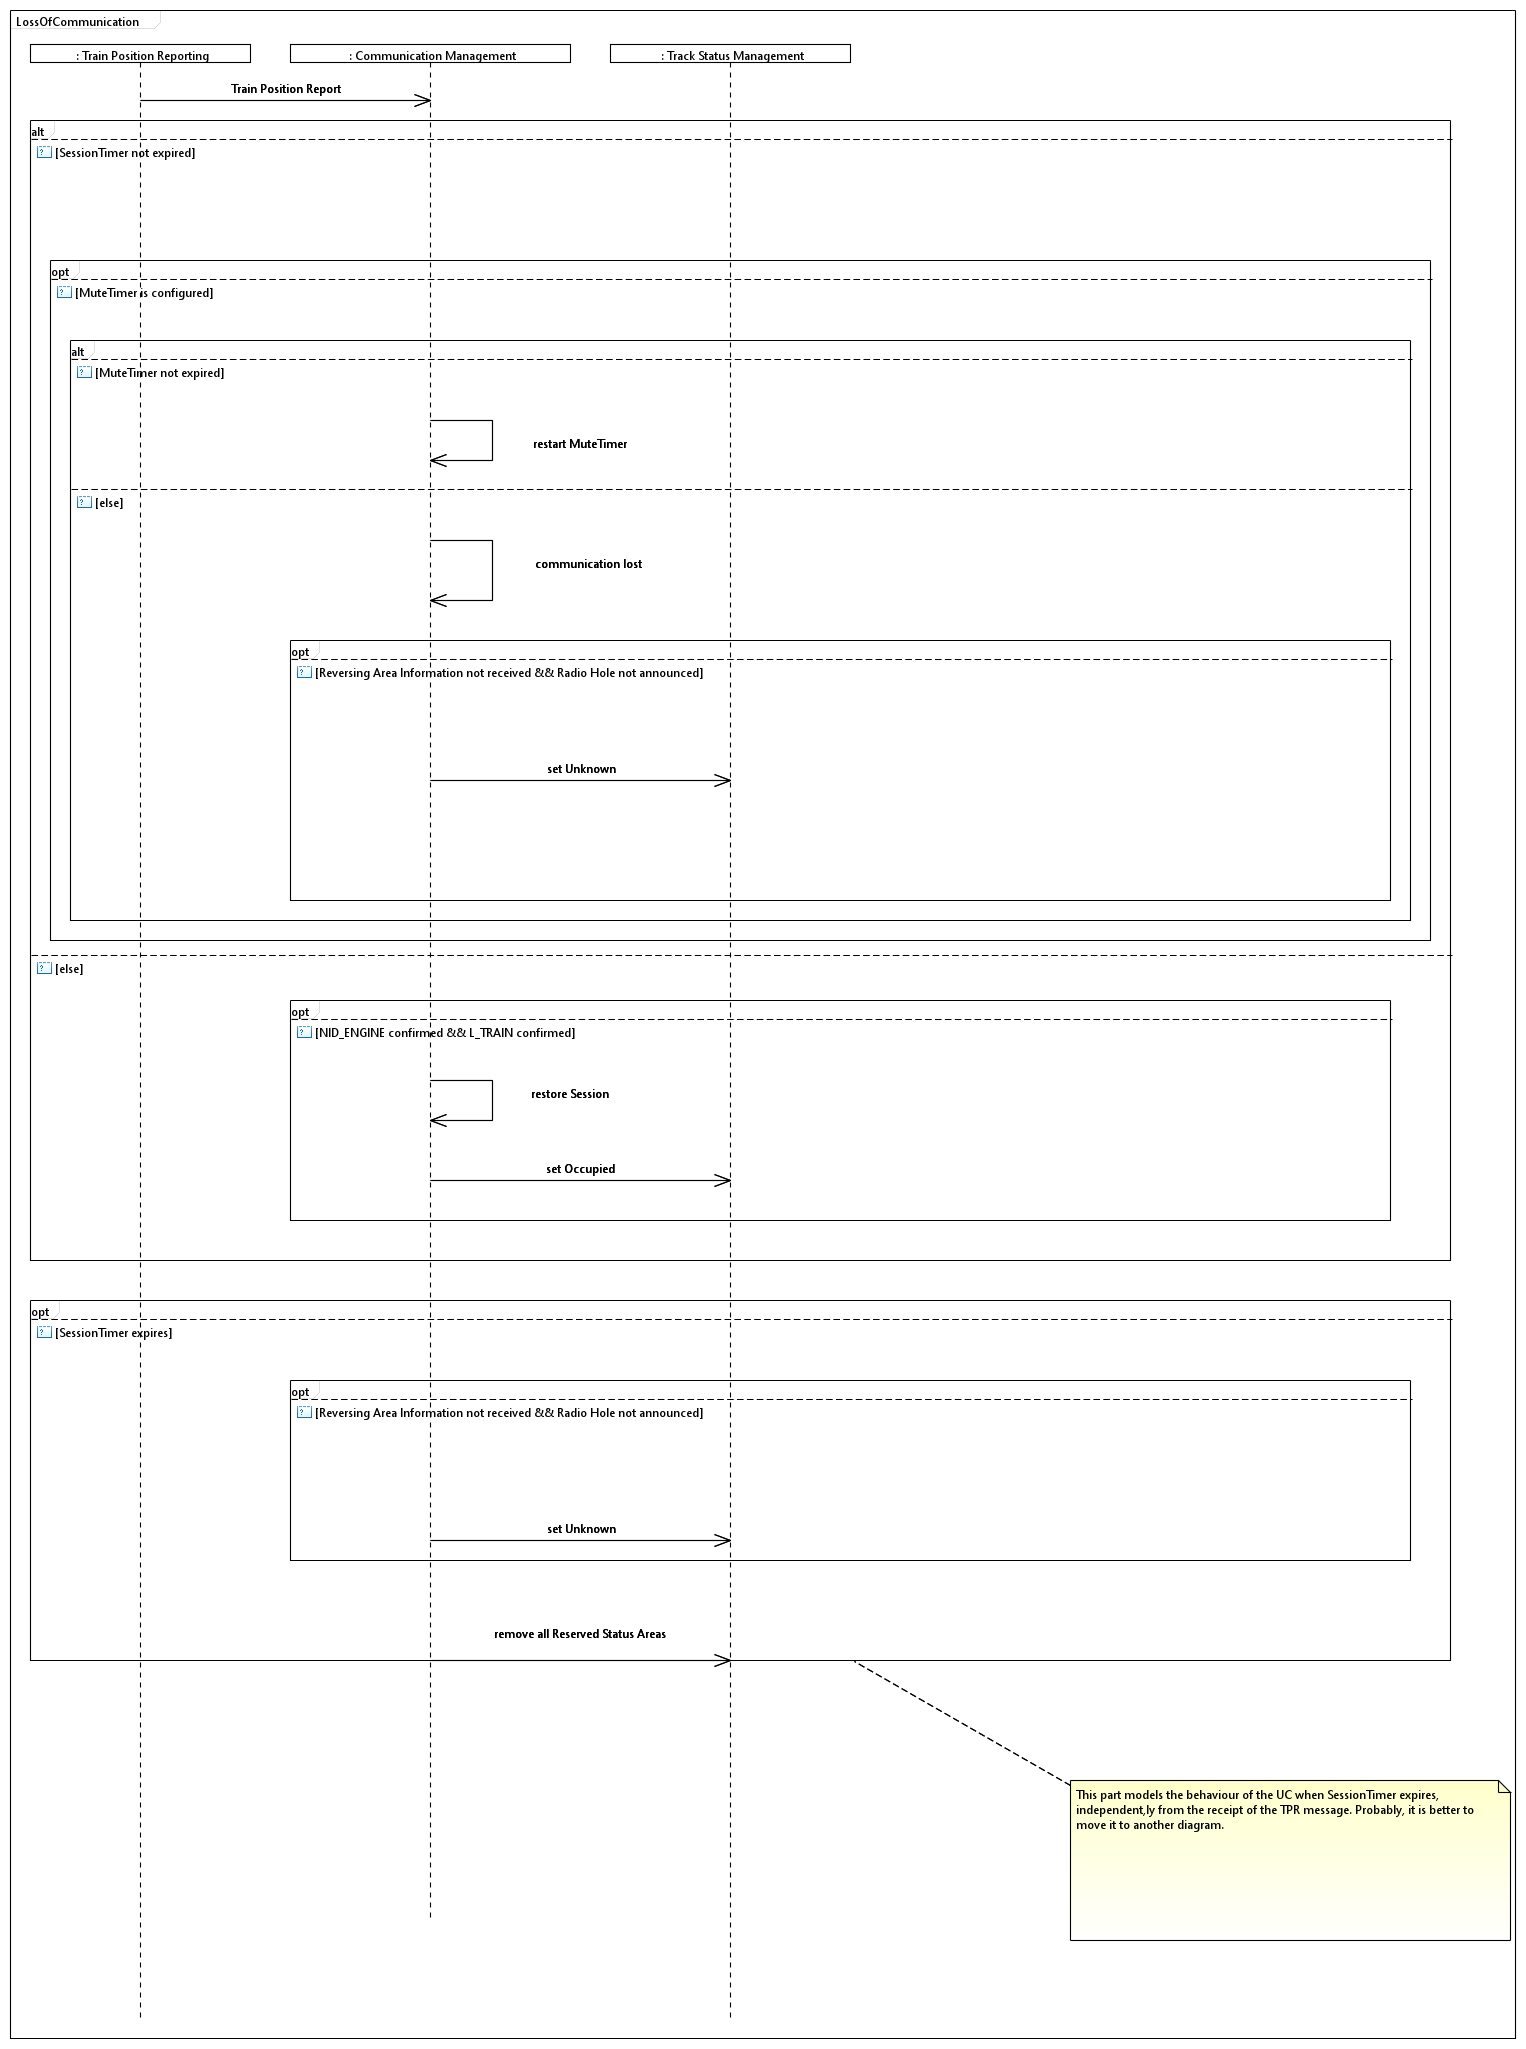 LossOfCommunication
: Train Position Reporting
: Communication Management
: Track Status Management
Train Position Report
alt
[SessionTimer not expired]
opt
[MuteTimer is configured]
alt
[MuteTimer not expired]
restart MuteTimer
[else]
communication lost
opt
[Reversing Area Information not received && Radio Hole not announced]
set Unknown
[else]
opt
[NID_ENGINE confirmed && L_TRAIN confirmed]
restore Session
set Occupied
opt
[SessionTimer expires]
opt
[Reversing Area Information not received && Radio Hole not announced]
set Unknown
remove all Reserved Status Areas
This part models the behaviour of the UC when SessionTimer expires,
independent,ly from the receipt of the TPR message. Probably, it is better to
move it to another diagram.